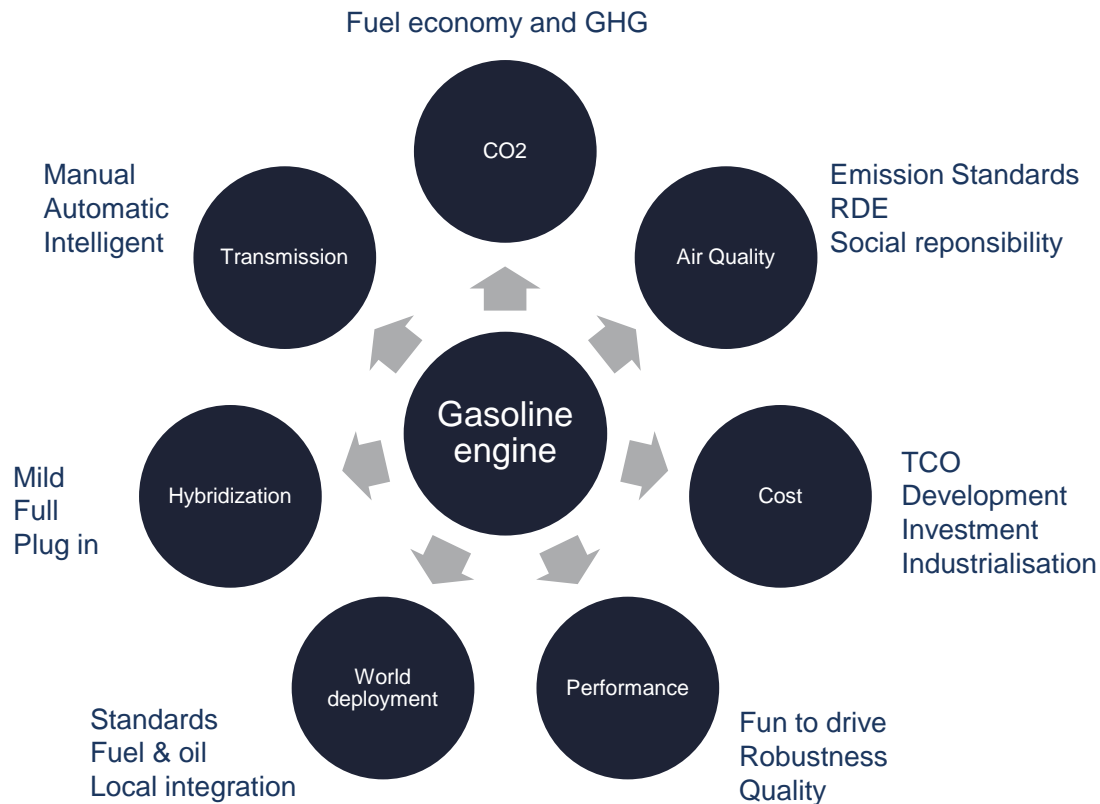 Fuel economy and GHG
CO2
Manual
Automatic
Intelligent
Transmission
Emission Standards
RDE
Social reponsibility
Air Quality
Gasoline
engine
Mild
Full
Plug in
Hybridization
TCO
Development
Investment
Industrialisation
Cost
World
deployment
Standards
Fuel & oil
Local integration
Performance
Fun to drive
Robustness
Quality